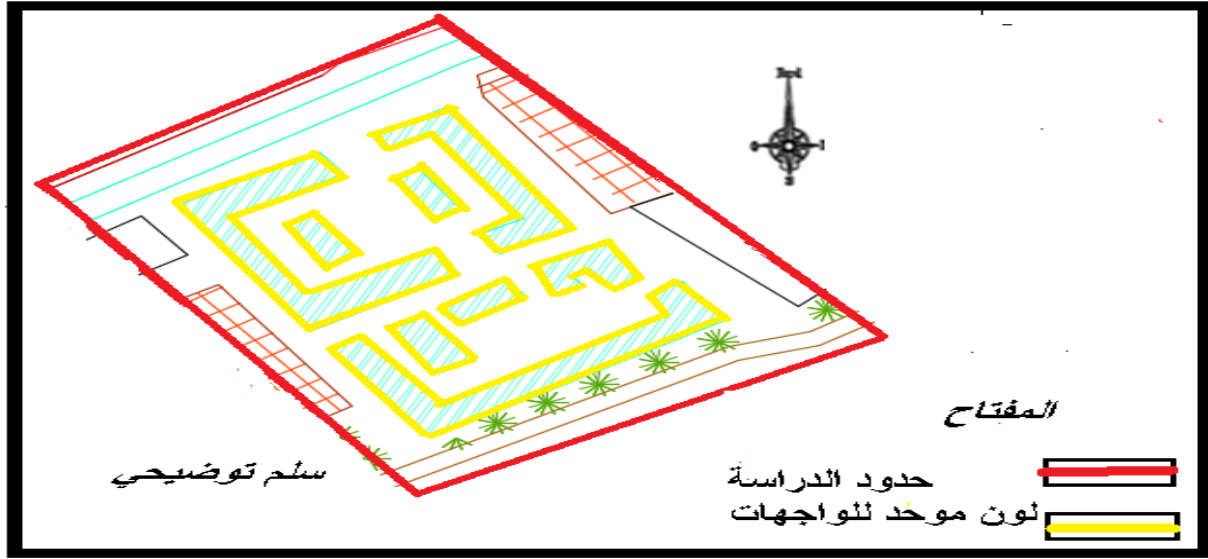 المفتاح
سلم توضيحي
حدود الدراسة
لون موحد للواجهات
S